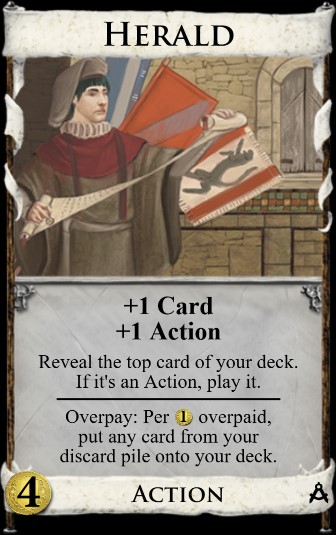 HERALD
+1 Card
+1 Action
Reveal the top card of your deck.
If it's an Action, play it.
Overpay: Per 1 overpaid,
put any card from your
discard pile onto your deck.
4 ACTION